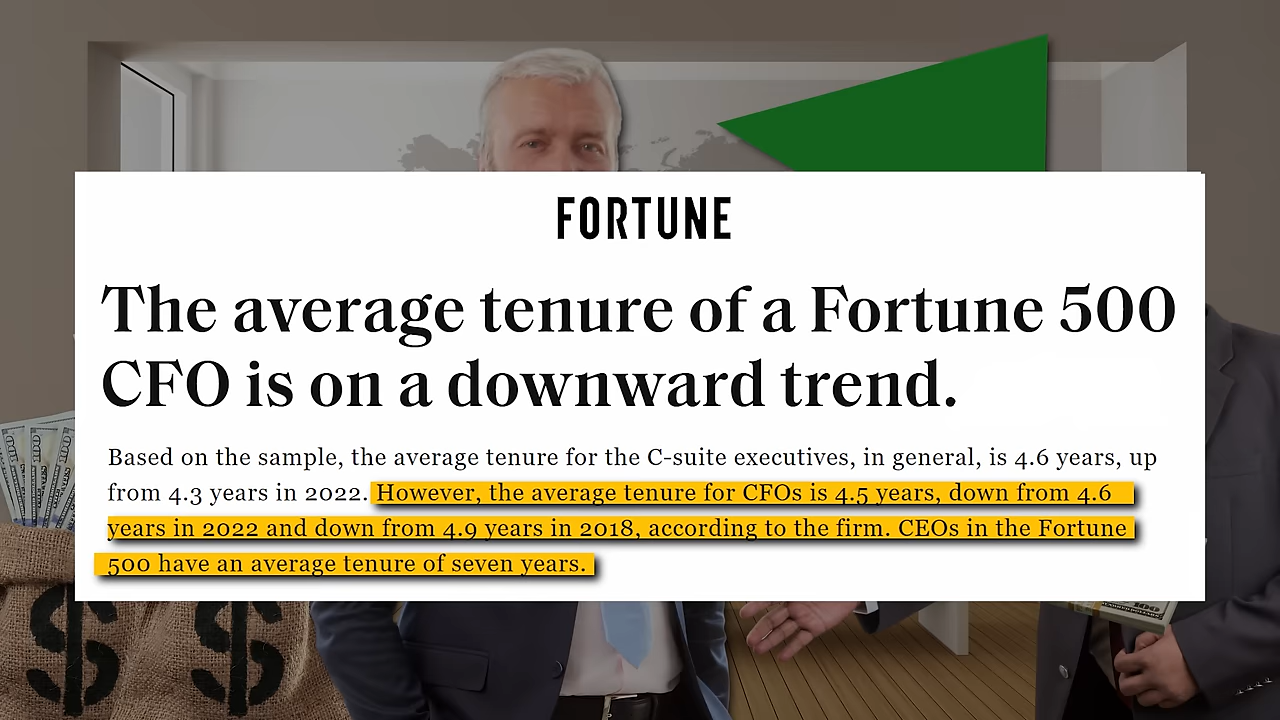 FORTUNE
The average tenure of a Fortune 500
CFO is on a downward trend.
Based on the sample, the average tenure for the C-suite executives, in general, is 4.6 years, up
from 4.3 years in 2022. However, the average tenure for CFOs is 4.5 years, down from 4.6
years in 2022 and down from 4.9 years in 2018, according to the firm. CEOs in the Fortune
500 have an average tenure of seven years.
$ $
100